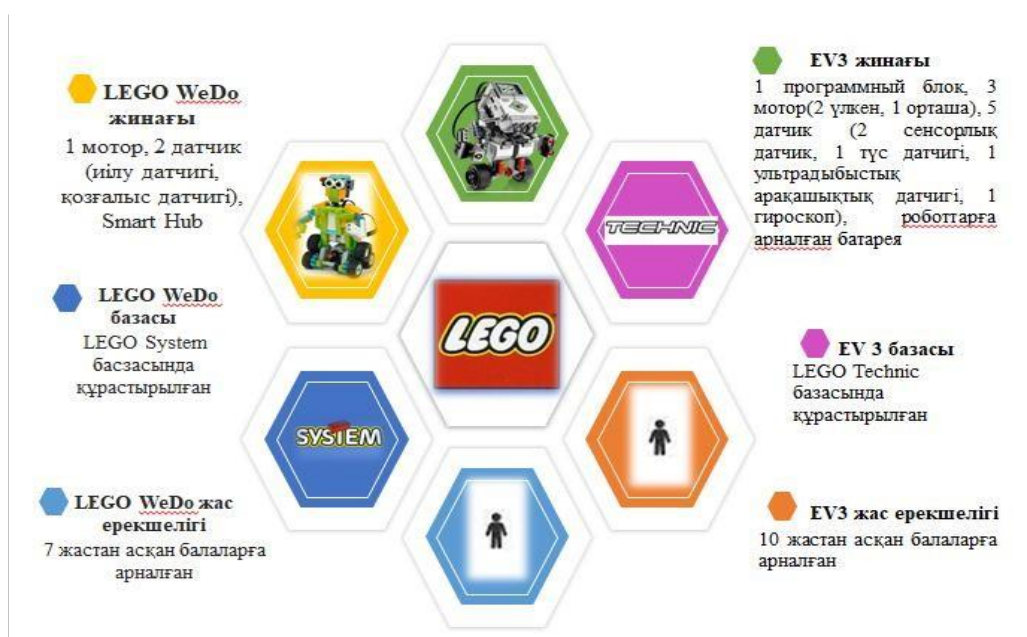 LEGO WeDo
жинағы
1 мотор, 2 датчик
(иілу датчигі,
қозғалыс датчигі),
Smart Hub
LEGO WeDo
базасы
LEGO System
басзасында
құрастырылған
LEGO WeDo жас
ерекшелігі
7 жастан асқан балаларға
арналған
TECHNIC
LEGO
SYSTEM
EV3 жинағы
1 программный блок, 3
мотор(2 үлкен, 1 орташа), 5
датчик (2 сенсорлық
датчик, 1 түс датчигі, 1
ультрадыбыстық
арақашықтық датчигі, 1
гироскоп), роботтарға
арналған батарея
EV 3 базасы
LEGO Technic
базасында
құрастырылған
EV3 жас ерекшелігі
10 жастан асқан балаларға
арналған